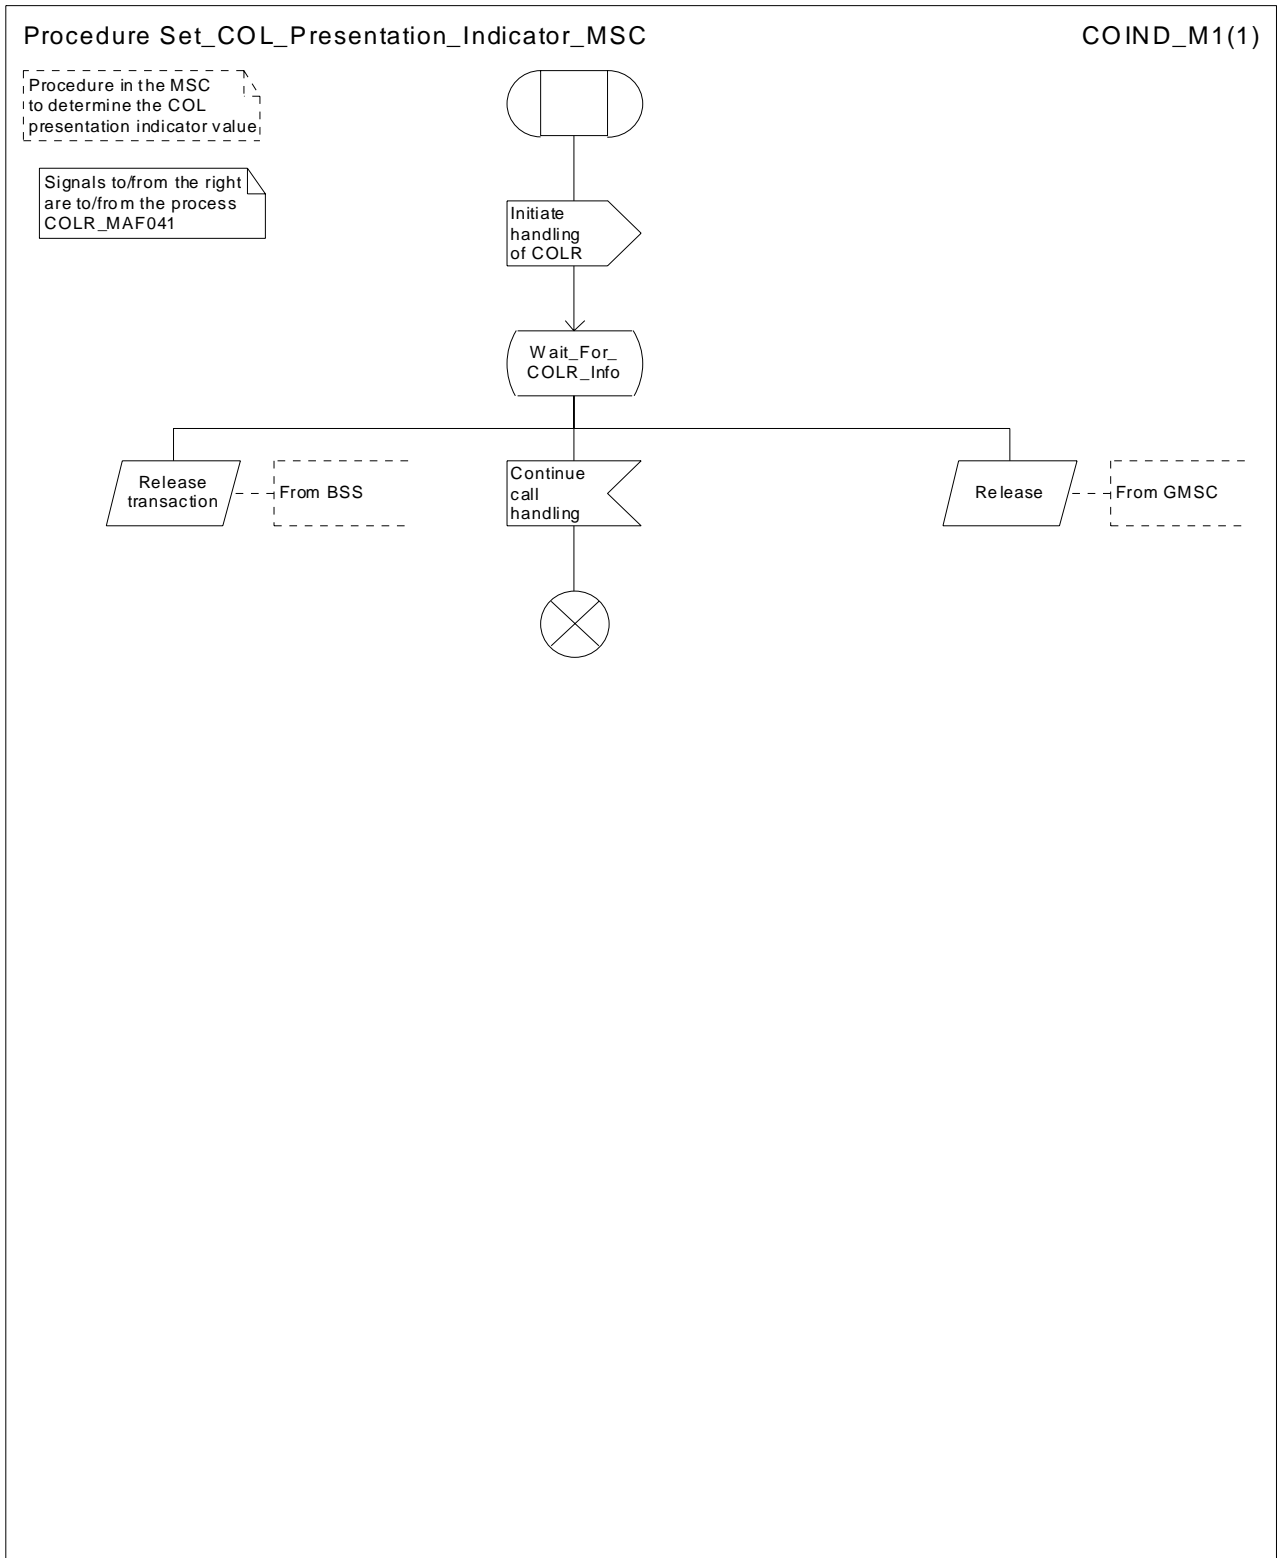 Procedure Set_COL_Presentation_Indicator_MSC
COIND_M1(1)
Procedure in the MSC
to determine the COL
presentation indicator value
Signals to/from the right
are to/from the process
COLR_MAF041
Initiate
handling
of COLR
Wait_For_
COLR_Info
Release
transaction
From BSS
Continue
call
handling
Release
From GMSC